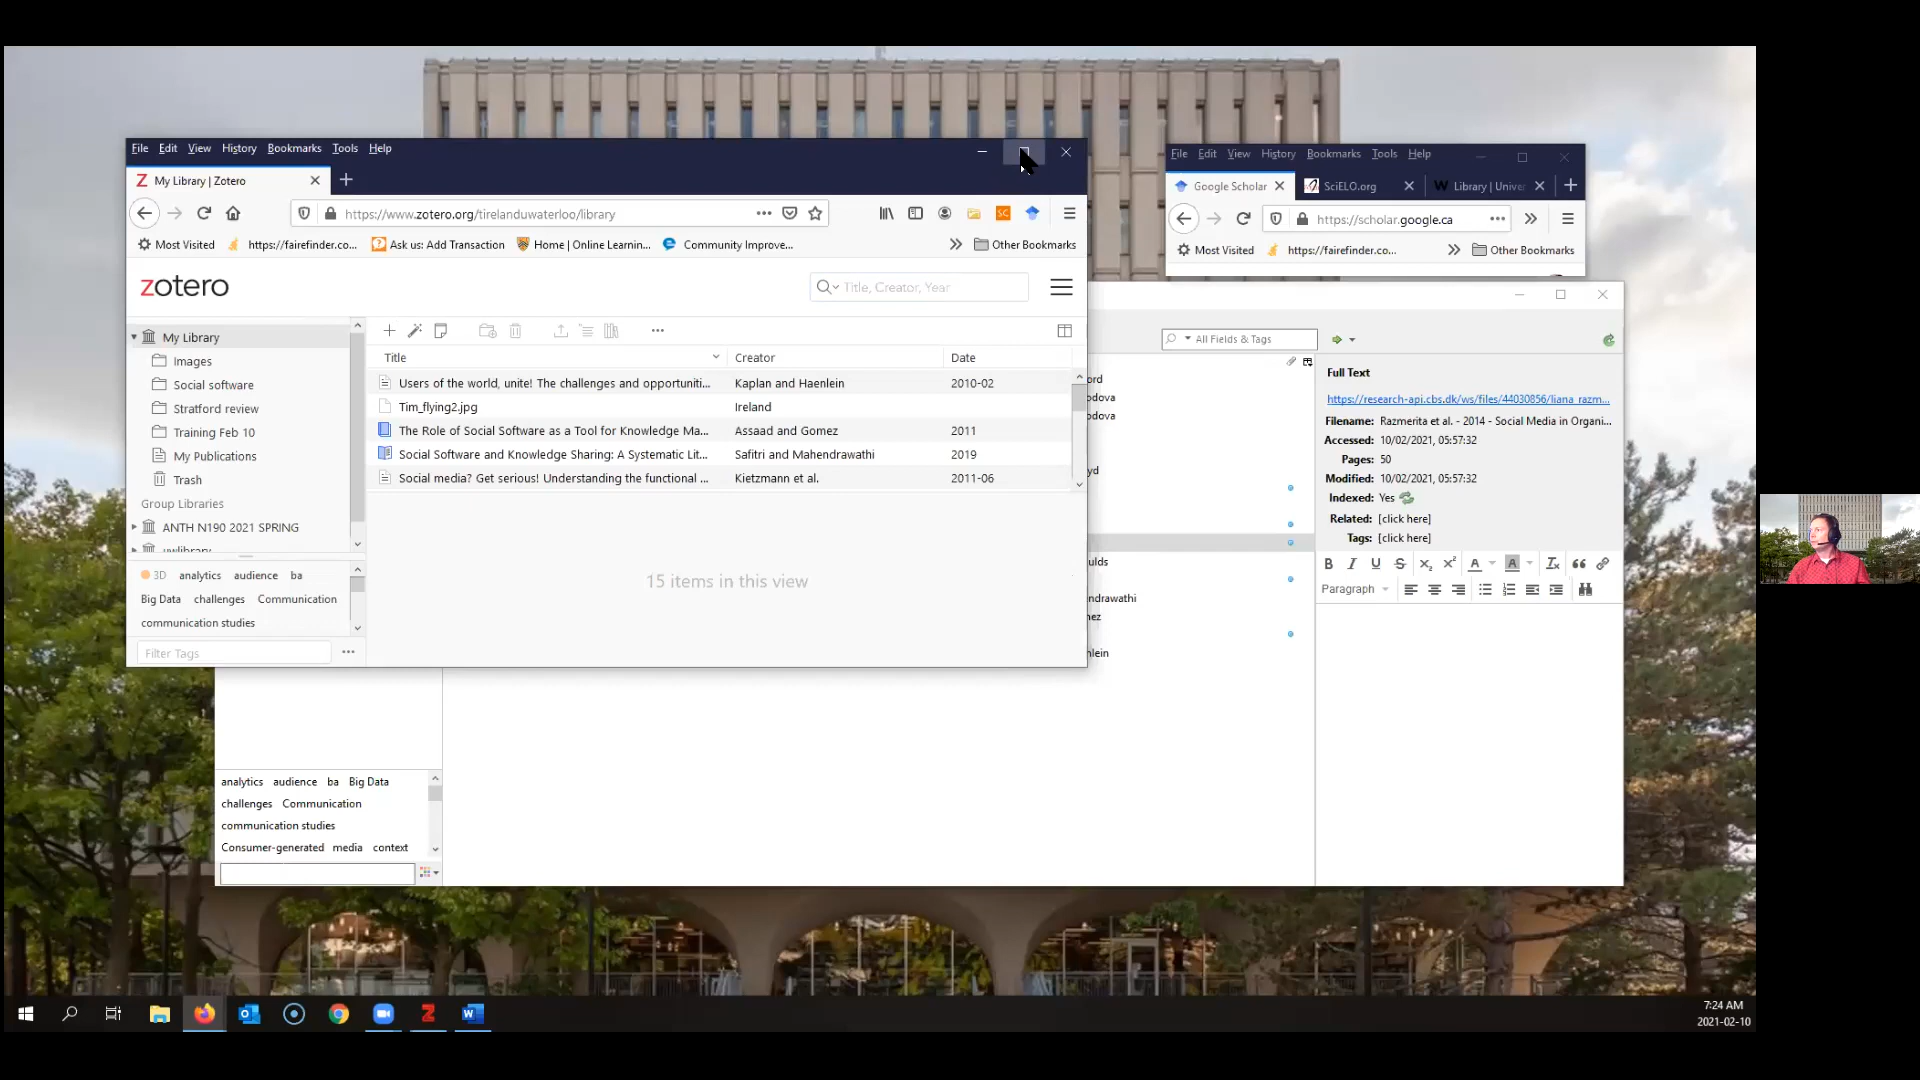 File Edit View History Bookmarks Tools Help
Z My Library | Zotero
https://www.zotero.org/tirelanduwaterloo/library
Most Visited https://fairefinder.co... Ask us: Add Transaction Home | Online Learnin... Community Improve... Other Bookmarks
zotero
Title, Creator, Year
My Library
Images
Social software
Stratford review
Training Feb 10
My Publications
Trash
Group Libraries
ANTH N190 2021 SPRING
uwlibrary
3D analytics audience ba
Big Data challenges Communication
communication studies
Filter Tags
Title Creator Date
Users of the world, unite! The challenges and opportuniti... Kaplan and Haenlein 2010-02
Tim_flying2.jpg Ireland
The Role of Social Software as a Tool for Knowledge Ma... Assaad and Gomez 2011
Social Software and Knowledge Sharing: A Systematic Lit... Safitri and Mahendrawathi 2019
Social media? Get serious! Understanding the functional ... Kietzmann et al. 2011-06
15 items in this view
File Edit View History Bookmarks Tools Help
Google Scholar SciELO.org W Library | Univer
https://scholar.google.ca
Most Visited https://fairefinder.co... Other Bookmarks
All Fields & Tags
ord
odova
odova
yd
ulds
ndrawathi
nez
nlein
Full Text
https://research-api.cbs.dk/ws/files/44030856/liana_razm...
Filename: Razmerita et al. - 2014 - Social Media in Organi...
Accessed: 10/02/2021, 05:57:32
Pages: 50
Modified: 10/02/2021, 05:57:32
Indexed: Yes
Related: [click here]
Tags: [click here]
Paragraph
analytics audience ba Big Data
challenges Communication
communication studies
Consumer-generated media context
7:24 AM
2021-02-10